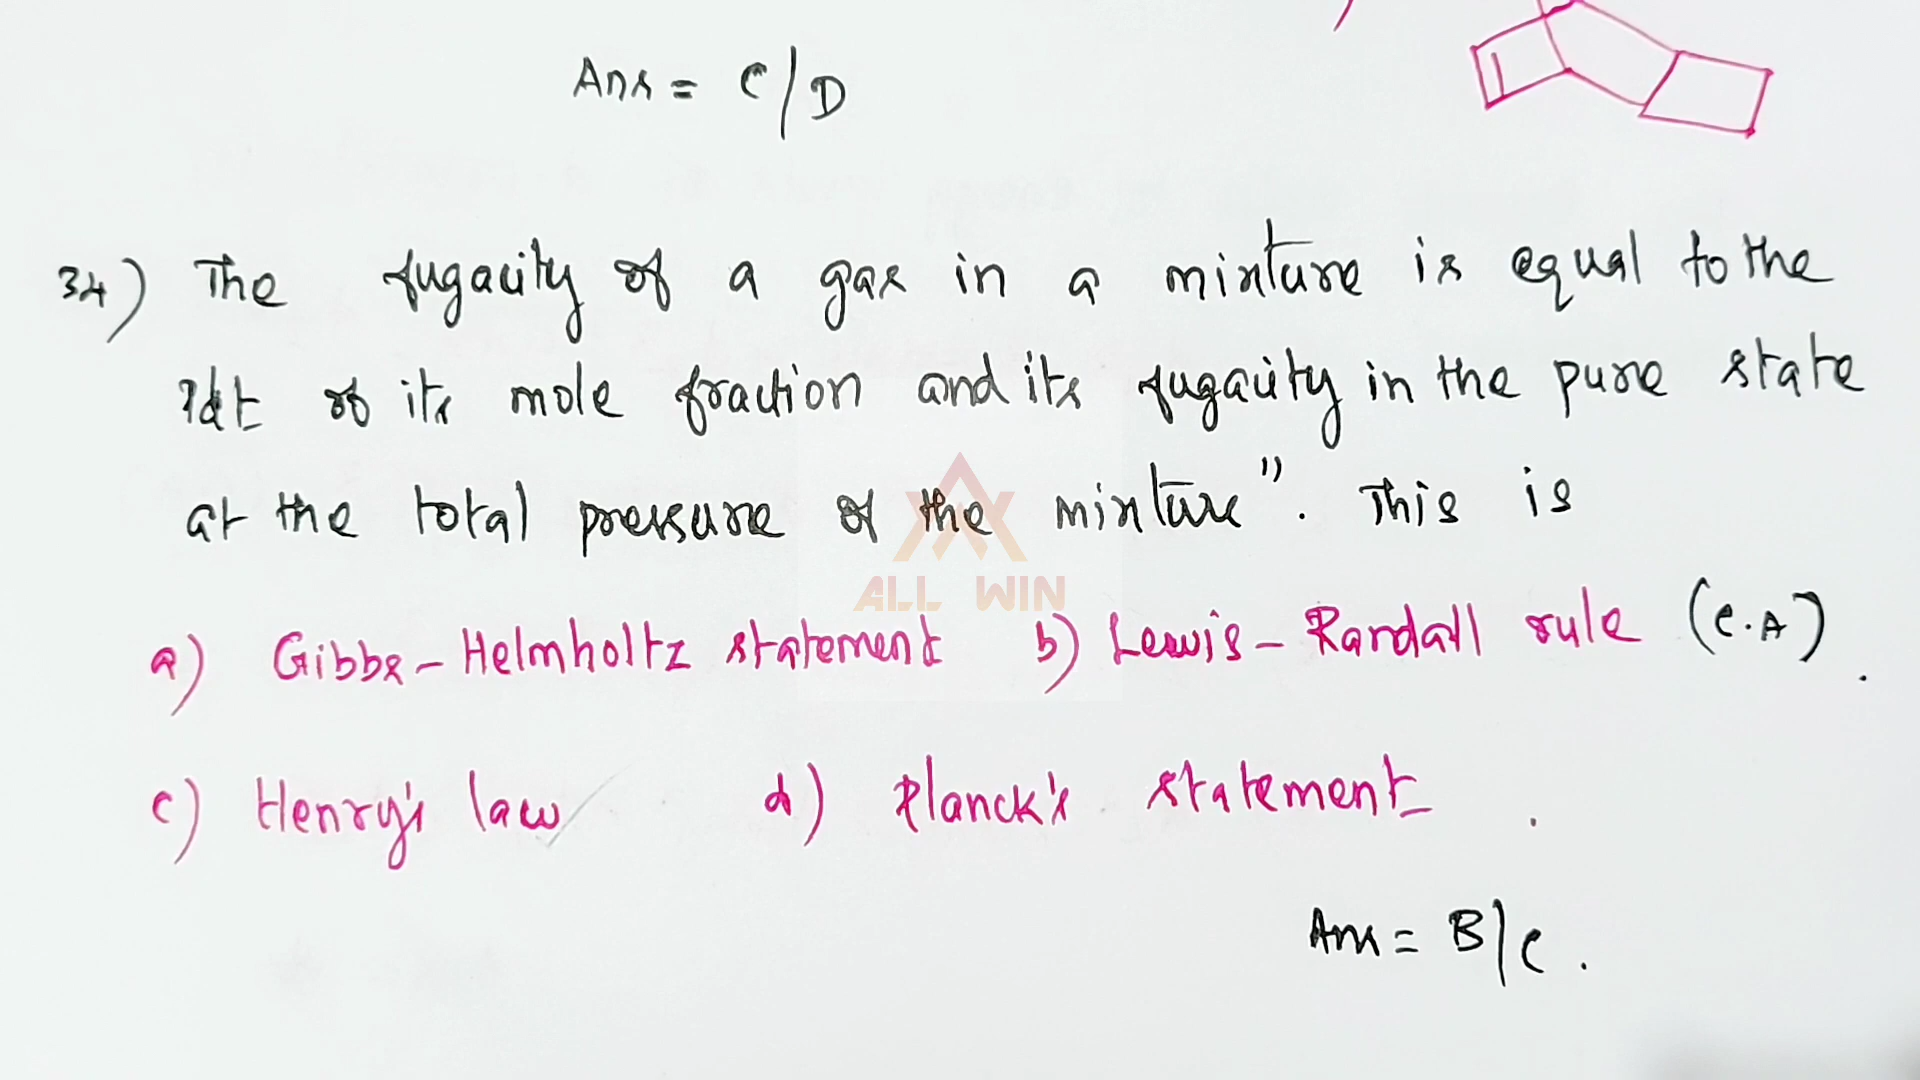 Ans = C/D
34) The fugacity of a gas in a mixture is equal to the
Pdt of its mole fraction and its fugacity in the pure state
at the total pressure of the mixture". This is
a) Gibbs-Helmholtz statement b) Lewis-Randall rule (C.A)
c) Henry's law d) Planck's statement
Ans = B/C.
ALL WIN